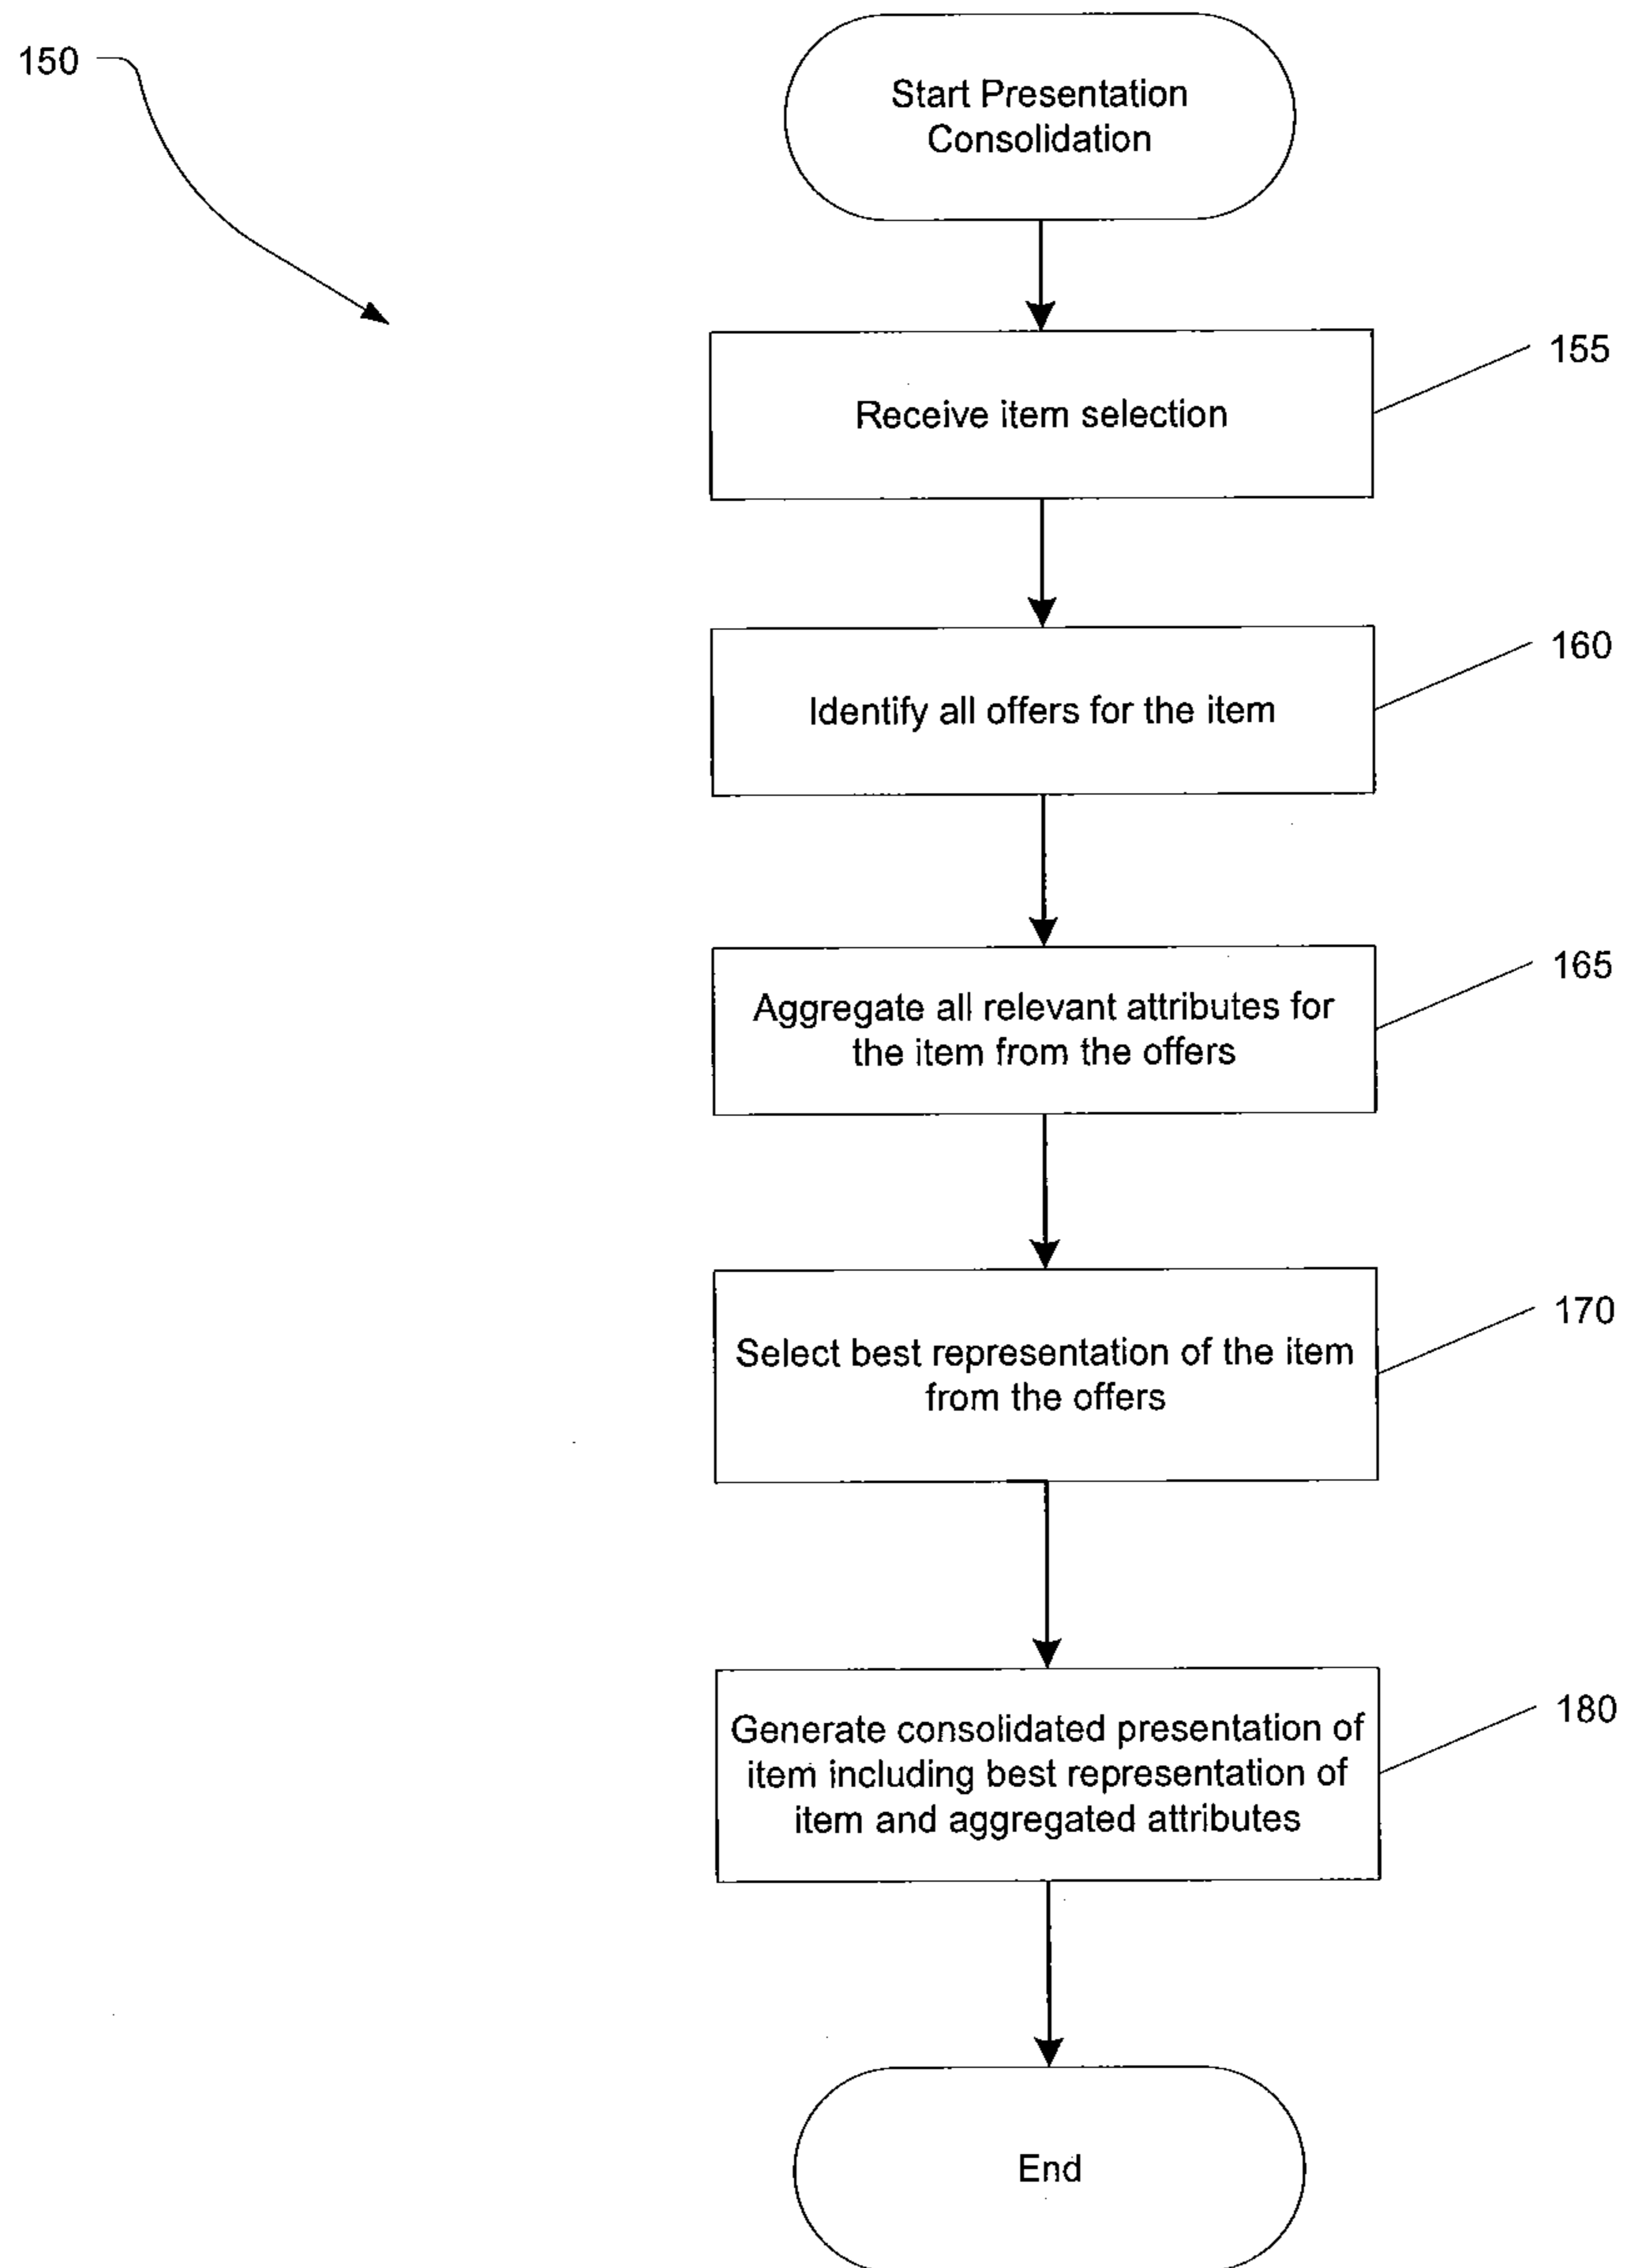 150
Start Presentation
Consolidation
155
Receive item selection
160
Identify all offers for the item
165
Aggregate all relevant attributes for
the item from the offers
170
Select best representation of the item
from the offers
180
Generate consolidated presentation of
item including best representation of
item and aggregated attributes
End